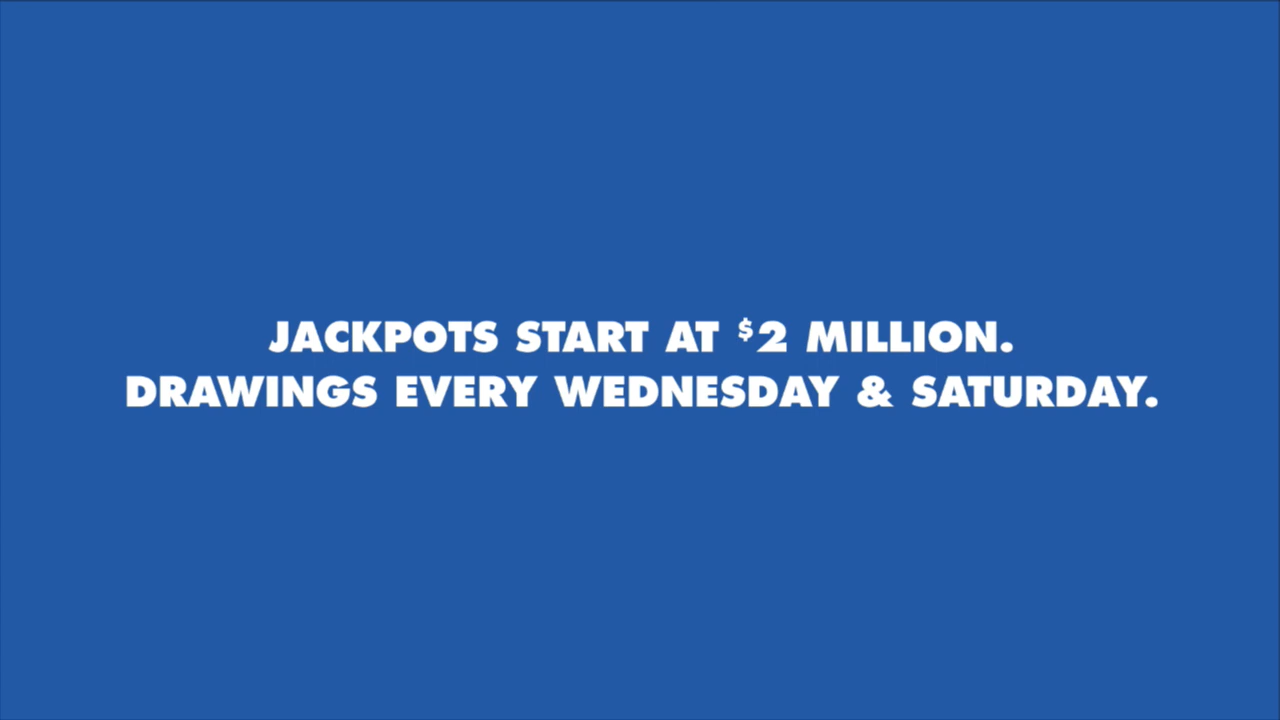 JACKPOTS START AT $2 MILLION.
DRAWINGS EVERY WEDNESDAY & SATURDAY.